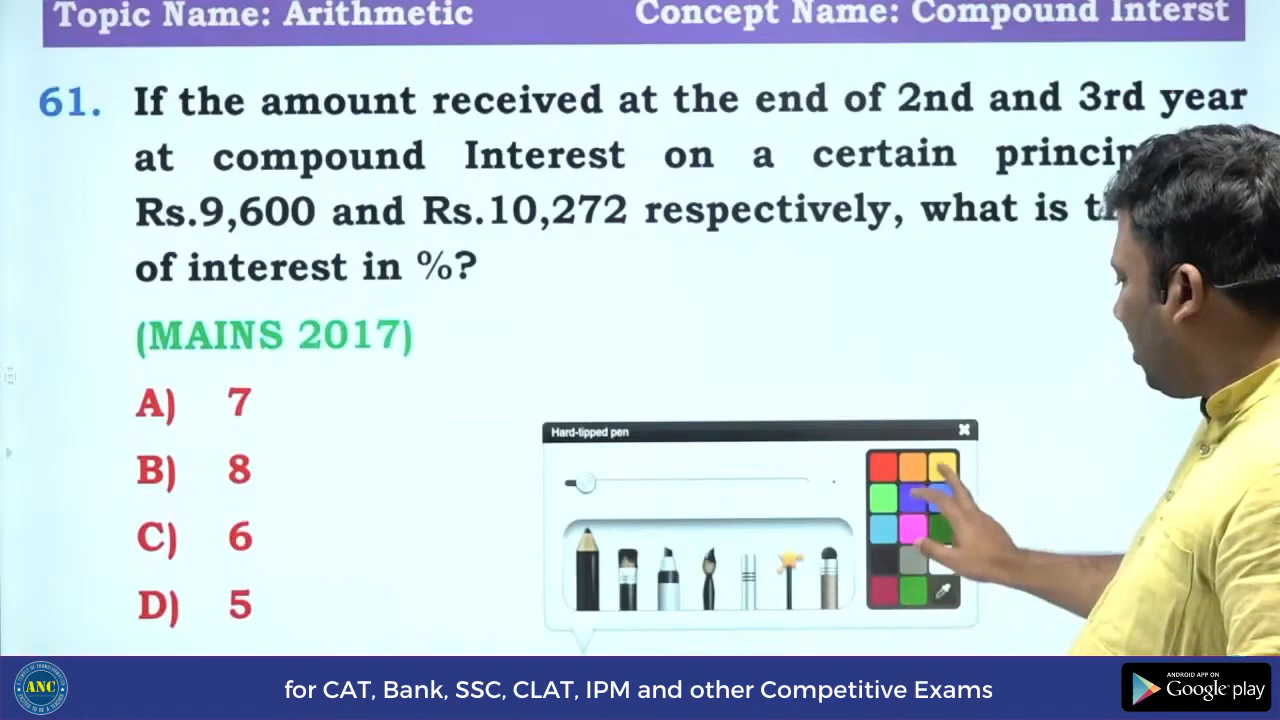 Topic Name: Arithmetic Concept Name: Compound Interst
61. If the amount received at the end of 2nd and 3rd year
at compound Interest on a certain
Rs.9,600 and Rs.10,272 respectively, what is
of interest in %?
(MAINS 2017)
A) 7
B) 8
C) 6
D) 5
Hard-tipped pen
ANC
for CAT, Bank, SSC, CLAT, IPM and other Competitive Exams
ANDROID APP ON
Google play